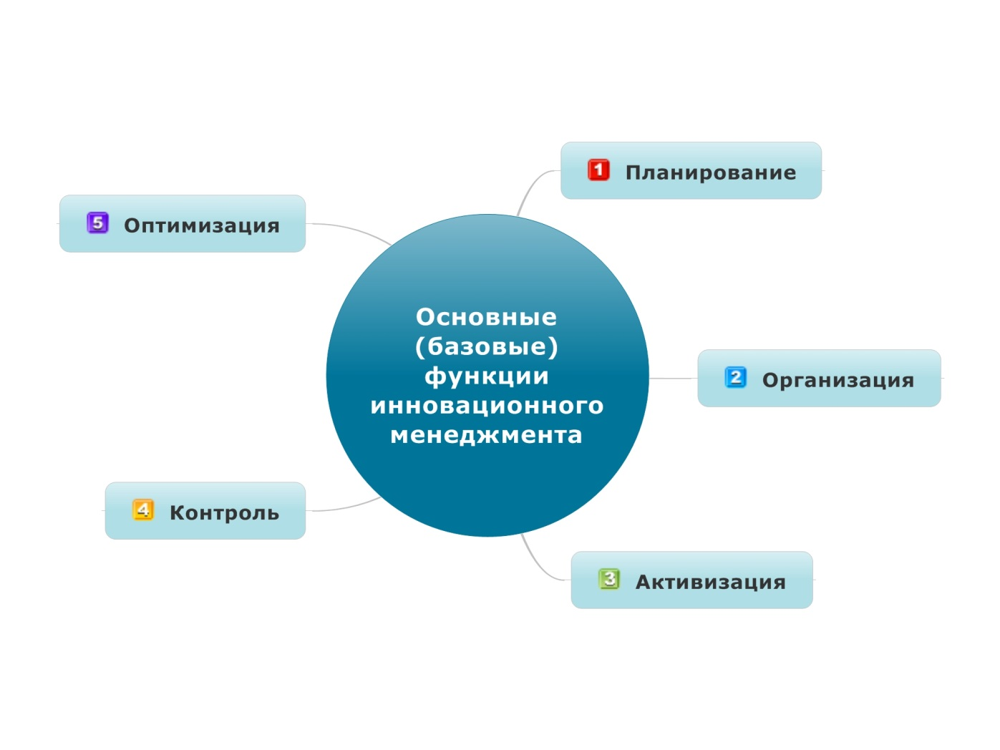 Основные
(базовые)
функции
инновационного
менеджмента
1 Планирование
2 Организация
3 Активизация
4 Контроль
5 Оптимизация